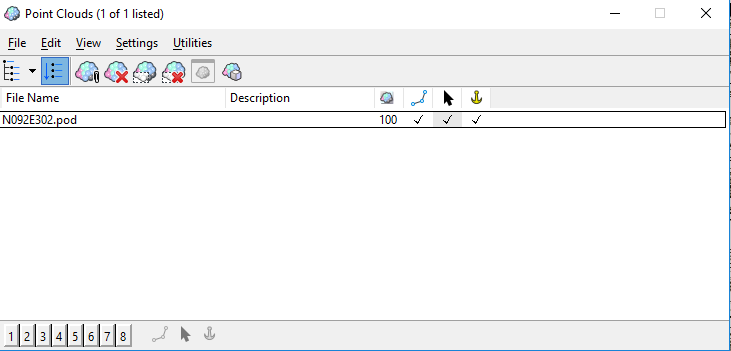 Point Clouds (1 of 1 listed)
File Edit View Settings Utilities
File Name Description
N092E302.pod 100
1 2 3 4 5 6 7 8